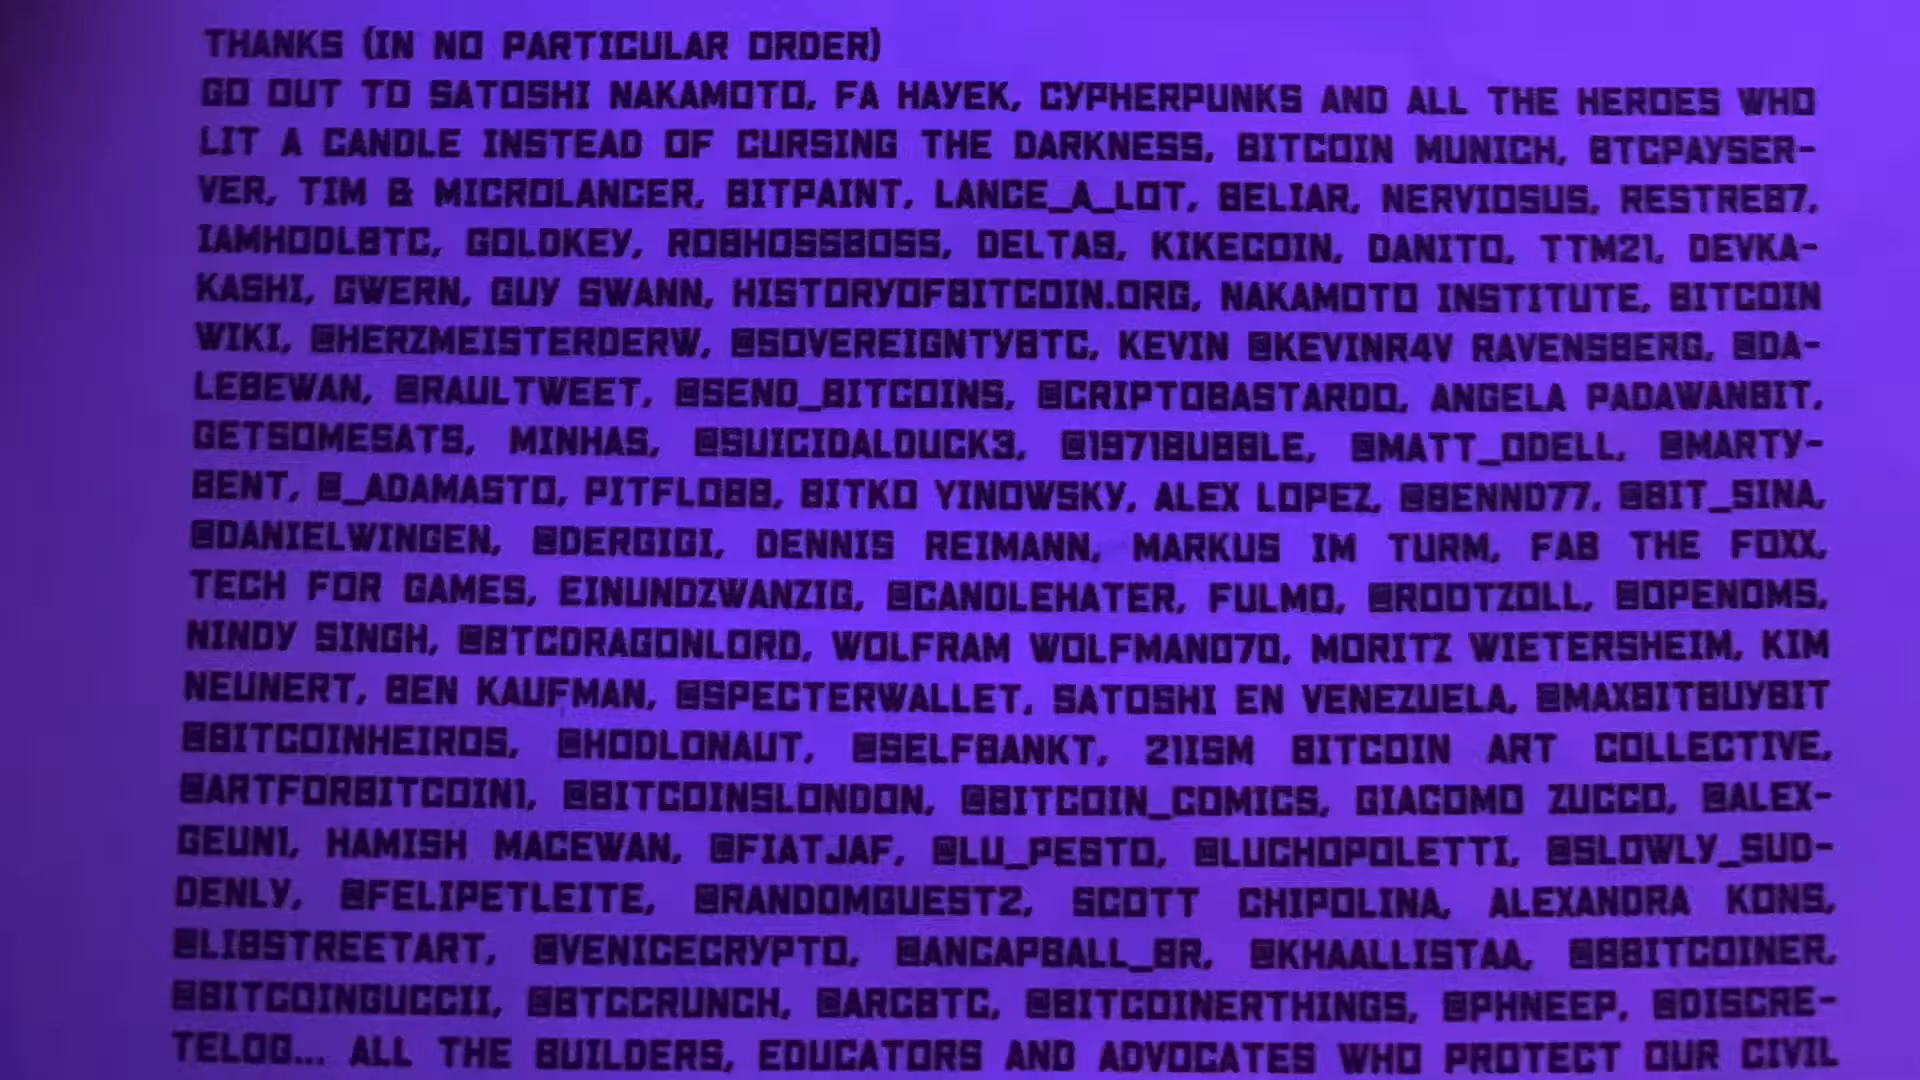 THANKS (IN NO PARTICULAR ORDER)
GO OUT TO SATOSHI NAKAMOTO, FA HAYEK, CYPHERPUNKS AND ALL THE HEROES WHO
LIT A CANDLE INSTEAD OF CURSING THE DARKNESS, BITCOIN MUNICH, BTCPAYSER-
VER, TIM & MICROLANCER, BITPAINT, LANCE_A_LOT, BELIAR, NERVIOSUS, RESTRE87,
IAMHODLBTC, GOLDKEY, ROBHOSSBOSS, DELTA9, KIKECOIN, DANITO, TTM21, DEVKA-
KASHI, GWERN, GUY SWANN, HISTORYOFBITCOIN.ORG, NAKAMOTO INSTITUTE, BITCOIN
WIKI, @HERZMEISTERDERW, @SOVEREIGNTYBTC, KEVIN @KEVINR4V RAVENSBERG, @DA-
LEBEWAN, @RAULTWEET, @SEND_BITCOINS, @CRIPTOBASTARDO, ANGELA PADAWANBIT,
GETSOMESATS, MINHAS, @SUICIDALDUCK3, @1971BUBBLE, @MATT_ODELL, @MARTY-
BENT, @_ADAMASTO, PITFLO88, BITKO YINOWSKY, ALEX LOPEZ, @BENNO77, @BIT_SINA,
@DANIELWINGEN, @DERGIGI, DENNIS REIMANN, MARKUS IM TURM, FAB THE FOXX,
TECH FOR GAMES, EINUNDZWANZIG, @CANDLEHATER, FULMO, @ROOTZOLL, @OPENOMS,
NINDY SINGH, @BTCDRAGONLORD, WOLFRAM WOLFMAN070, MORITZ WIETERSHEIM, KIM
NEUNERT, BEN KAUFMAN, @SPECTERWALLET, SATOSHI EN VENEZUELA, @MAXBITBUYBIT
@BITCOINHEIROS, @HODLONAUT, @SELFBANKT, 21ISM BITCOIN ART COLLECTIVE,
@ARTFORBITCOIN1, @BITCOINSLONDON, @BITCOIN_COMICS, GIACOMO ZUCCO, @ALEX-
GEUN1, HAMISH MACEWAN, @FIATJAF, @LU_PESTO, @LUCHOPOLETTI, @SLOWLY_SUD-
DENLY, @FELIPETLEITE, @RANDOMGUEST2, SCOTT CHIPOLINA, ALEXANDRA KONS,
@LIBSTREETART, @VENICECRYPTO, @ANCAPBALL_BR, @KHAALLISTAA, @BBITCOINER,
@BITCOINGUCCII, @BTCCRUNCH, @ARCBTC, @BITCOINERTHINGS, @PHNEEP, @DISCRE-
TELOG... ALL THE BUILDERS, EDUCATORS AND ADVOCATES WHO PROTECT OUR CIVIL